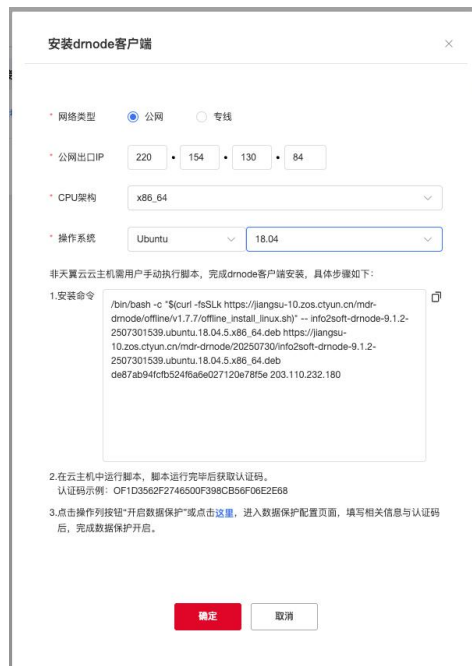 安装drnode客户端
* 网络类型 公网 专线
* 公网出口IP 220 • 154 • 130 • 84
* CPU架构 x86_64
* 操作系统 Ubuntu 18.04
非天翼云云主机需用户手动执行脚本，完成drnode客户端安装，具体步骤如下：
1.安装命令
/bin/bash -c "$(curl -fsSLk https://jiangsu-10.zos.ctyun.cn/mdr-
drnode/offline/v1.7.7/offline_install_linux.sh)" -- info2soft-drnode-9.1.2-
2507301539.ubuntu.18.04.5.x86_64.deb https://jiangsu-
10.zos.ctyun.cn/mdr-drnode/20250730/info2soft-drnode-9.1.2-
2507301539.ubuntu.18.04.5.x86_64.deb
de87ab94fcfb524f6a6e027120e78f5e 203.110.232.180
2.在云主机中运行脚本，脚本运行完毕后获取认证码。
认证码示例：OF1D3562F2746500F398CB56F06E2E68
3.点击操作列按钮“开启数据保护”或点击这里，进入数据保护配置页面，填写相关信息与认证码
后，完成数据保护开启。
确定 取消